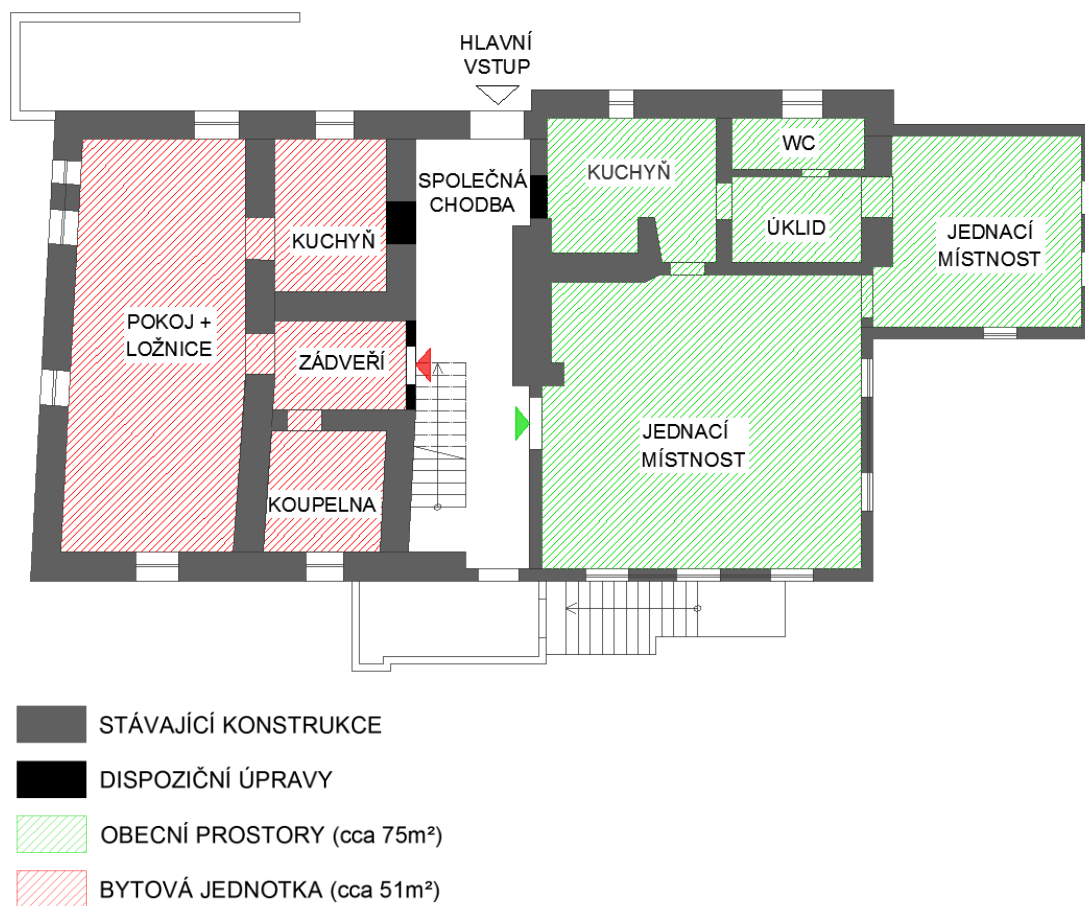 HLAVNÍ
VSTUP
WC
KUCHYŇ
SPOLEČNÁ
CHODBA
ÚKLID
JEDNACÍ
MÍSTNOST
KUCHYŇ
POKOJ +
LOŽNICE
ZÁDVEŘÍ
JEDNACÍ
MÍSTNOST
KOUPELNA
STÁVAJÍCÍ KONSTRUKCE
DISPOZIČNÍ ÚPRAVY
OBECNÍ PROSTORY (cca 75m²)
BYTOVÁ JEDNOTKA (cca 51m²)